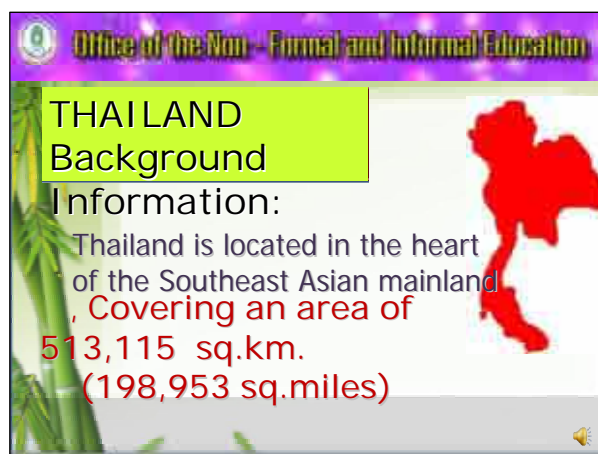 Office of the Non - Formal and Informal Education
THAILAND
Background
Information:
Thailand is located in the heart
of the Southeast Asian mainland
, Covering an area of
513,115 sq.km.
(198,953 sq.miles)